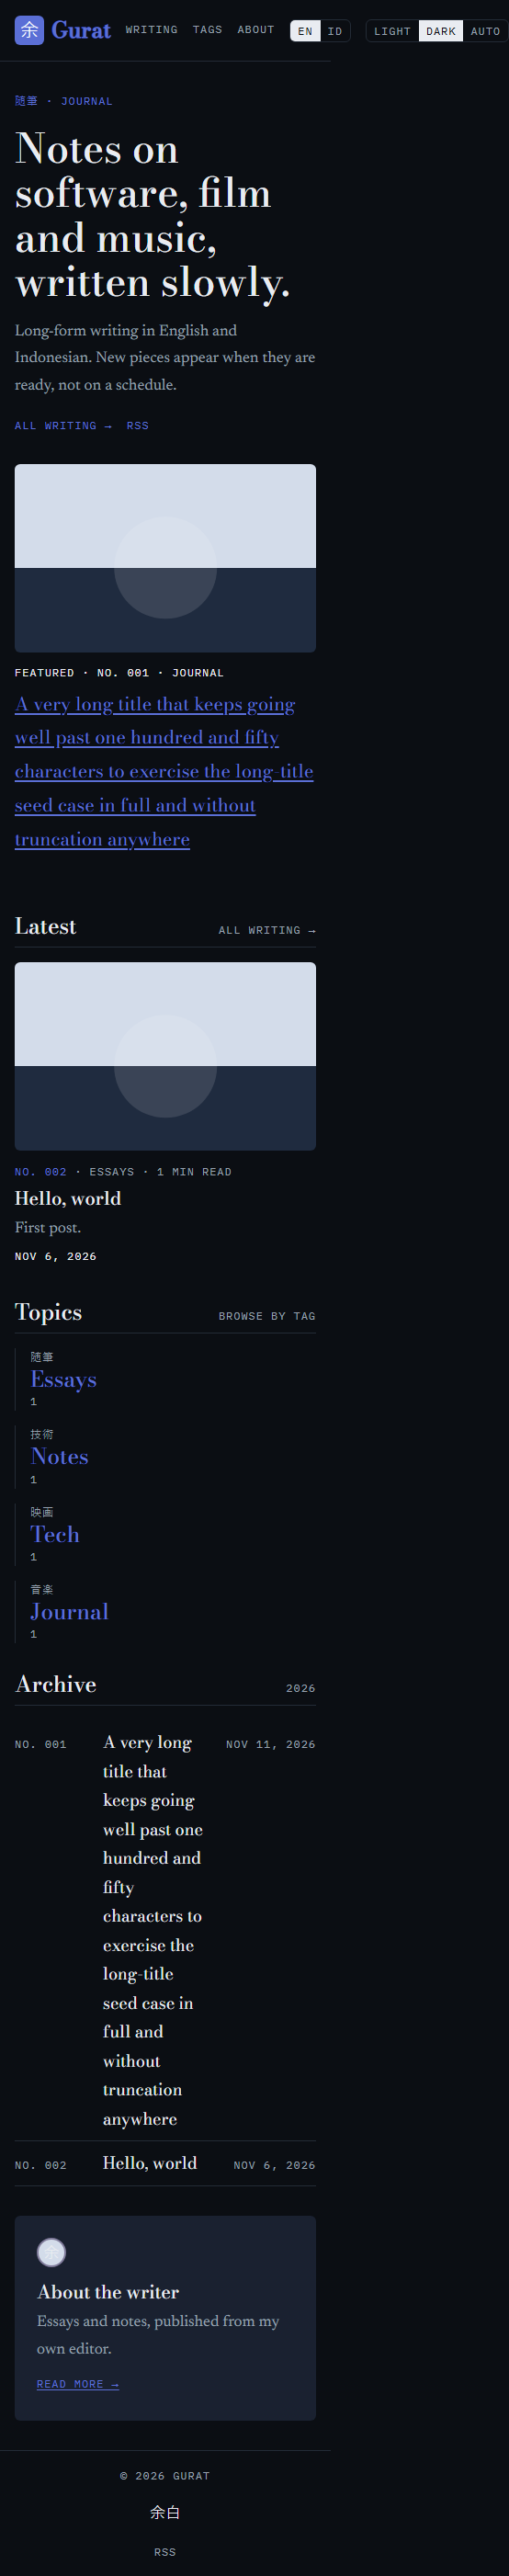 余 Gurat WRITING TAGS ABOUT EN ID LIGHT DARK AUTO
随筆 · JOURNAL
Notes on
software, film
and music,
written slowly.
Long-form writing in English and
Indonesian. New pieces appear when they are
ready, not on a schedule.
ALL WRITING → RSS
FEATURED · NO. 001 · JOURNAL
A very long title that keeps going
well past one hundred and fifty
characters to exercise the long-title
seed case in full and without
truncation anywhere
Latest ALL WRITING →
NO. 002 · ESSAYS · 1 MIN READ
Hello, world
First post.
NOV 6, 2026
Topics BROWSE BY TAG
随筆
Essays
1
技術
Notes
1
映画
Tech
1
音楽
Journal
1
Archive 2026
NO. 001 A very long NOV 11, 2026
title that
keeps going
well past one
hundred and
fifty
characters to
exercise the
long-title
seed case in
full and
without
truncation
anywhere
NO. 002 Hello, world NOV 6, 2026
余
About the writer
Essays and notes, published from my
own editor.
READ MORE →
© 2026 GURAT
余白
RSS